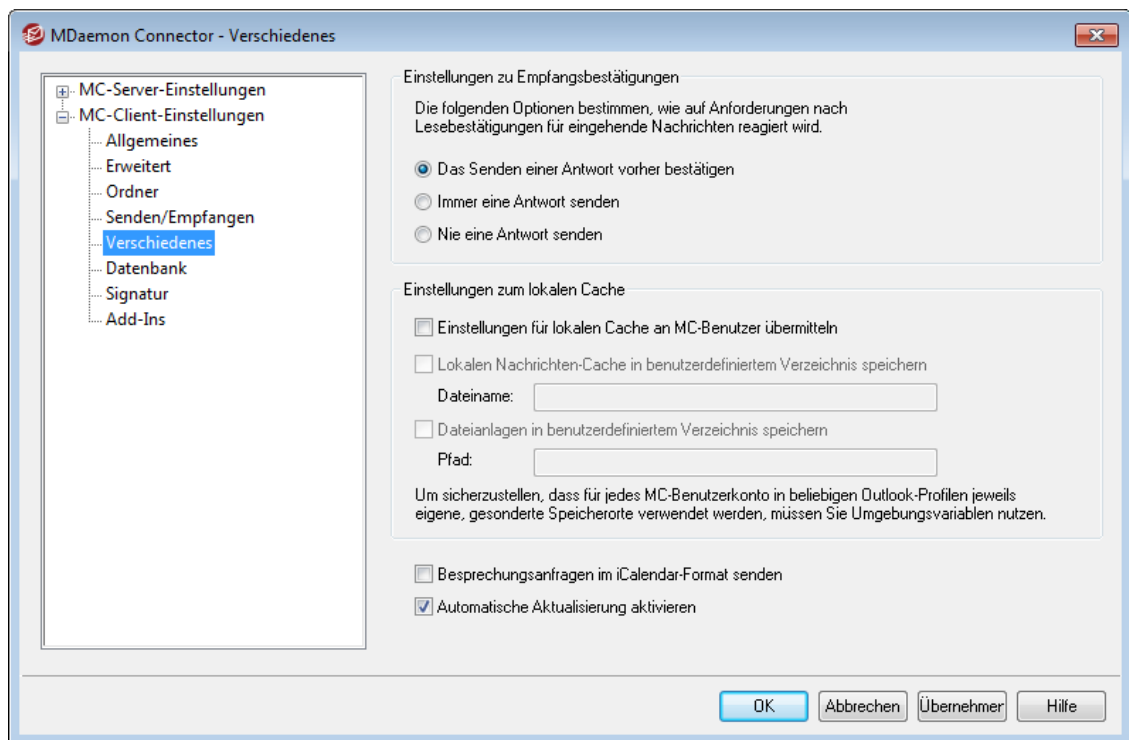 MDaemon Connector - Verschiedenes
MC-Server-Einstellungen
MC-Client-Einstellungen
Allgemeines
Erweitert
Ordner
Senden/Empfangen
Verschiedenes
Datenbank
Signatur
Add-Ins
Einstellungen zu Empfangsbestätigungen
Die folgenden Optionen bestimmen, wie auf Anforderungen nach
Lesebestätigungen für eingehende Nachrichten reagiert wird.
Das Senden einer Antwort vorher bestätigen
Immer eine Antwort senden
Nie eine Antwort senden
Einstellungen zum lokalen Cache
Einstellungen für lokalen Cache an MC-Benutzer übermitteln
Lokalen Nachrichten-Cache in benutzerdefiniertem Verzeichnis speichern
Dateiname:
Dateianlagen in benutzerdefiniertem Verzeichnis speichern
Pfad:
Um sicherzustellen, dass für jedes MC-Benutzerkonto in beliebigen Outlook-Profilen jeweils
eigene, gesonderte Speicherorte verwendet werden, müssen Sie Umgebungsvariablen nutzen.
Besprechungsanfragen im iCalendar-Format senden
Automatische Aktualisierung aktivieren
OK
Abbrechen
Übernehmer
Hilfe